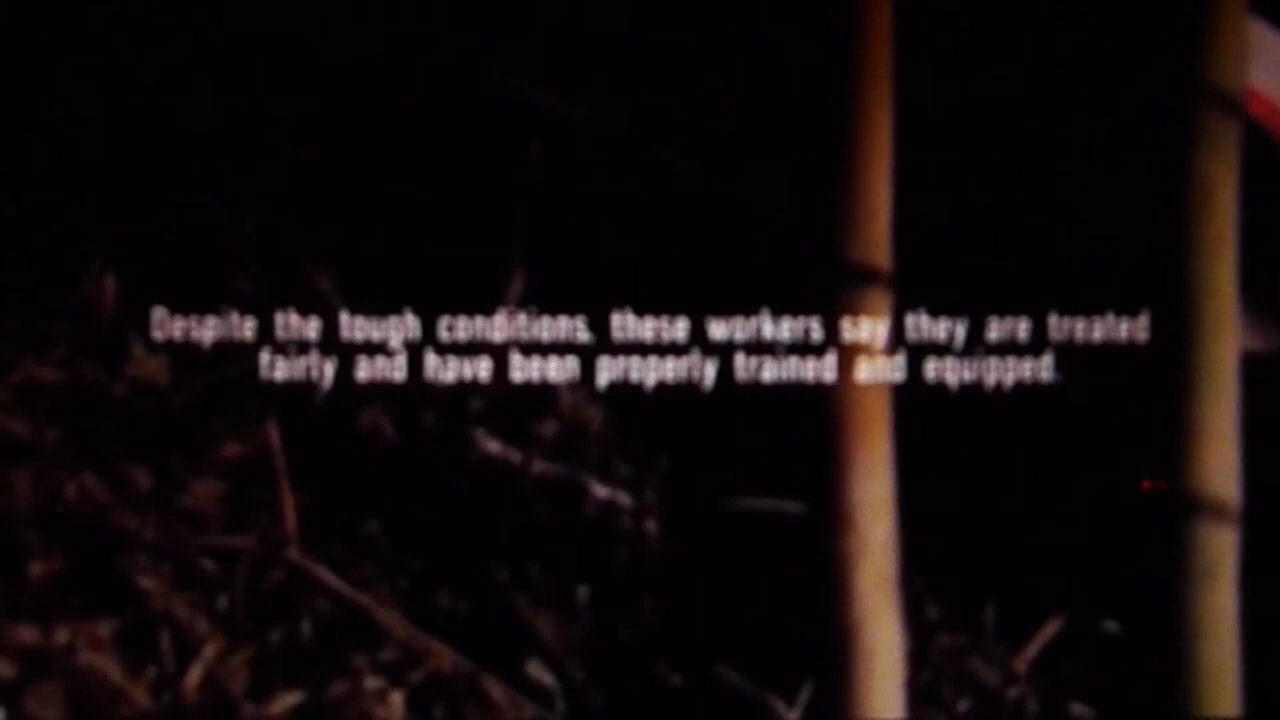 Despite the tough conditions, these workers say they are treated
fairly and have been properly trained and equipped.